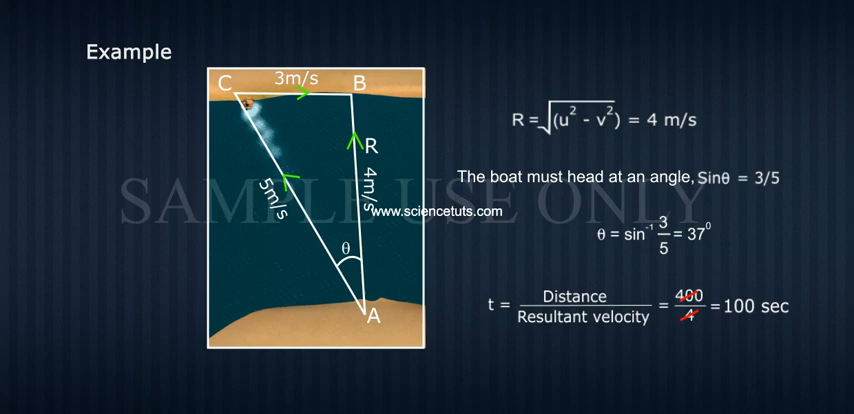 Example
C 3m/s B
R
5m/s
4m/s
θ
A
R = √(u² - v²) = 4 m/s
The boat must head at an angle, Sinθ = 3/5
θ = sin⁻¹ 3/5 = 37⁰
t = Distance / Resultant velocity = 400/4 = 100 sec
SAMPLE USE ONLY
www.sciencetuts.com